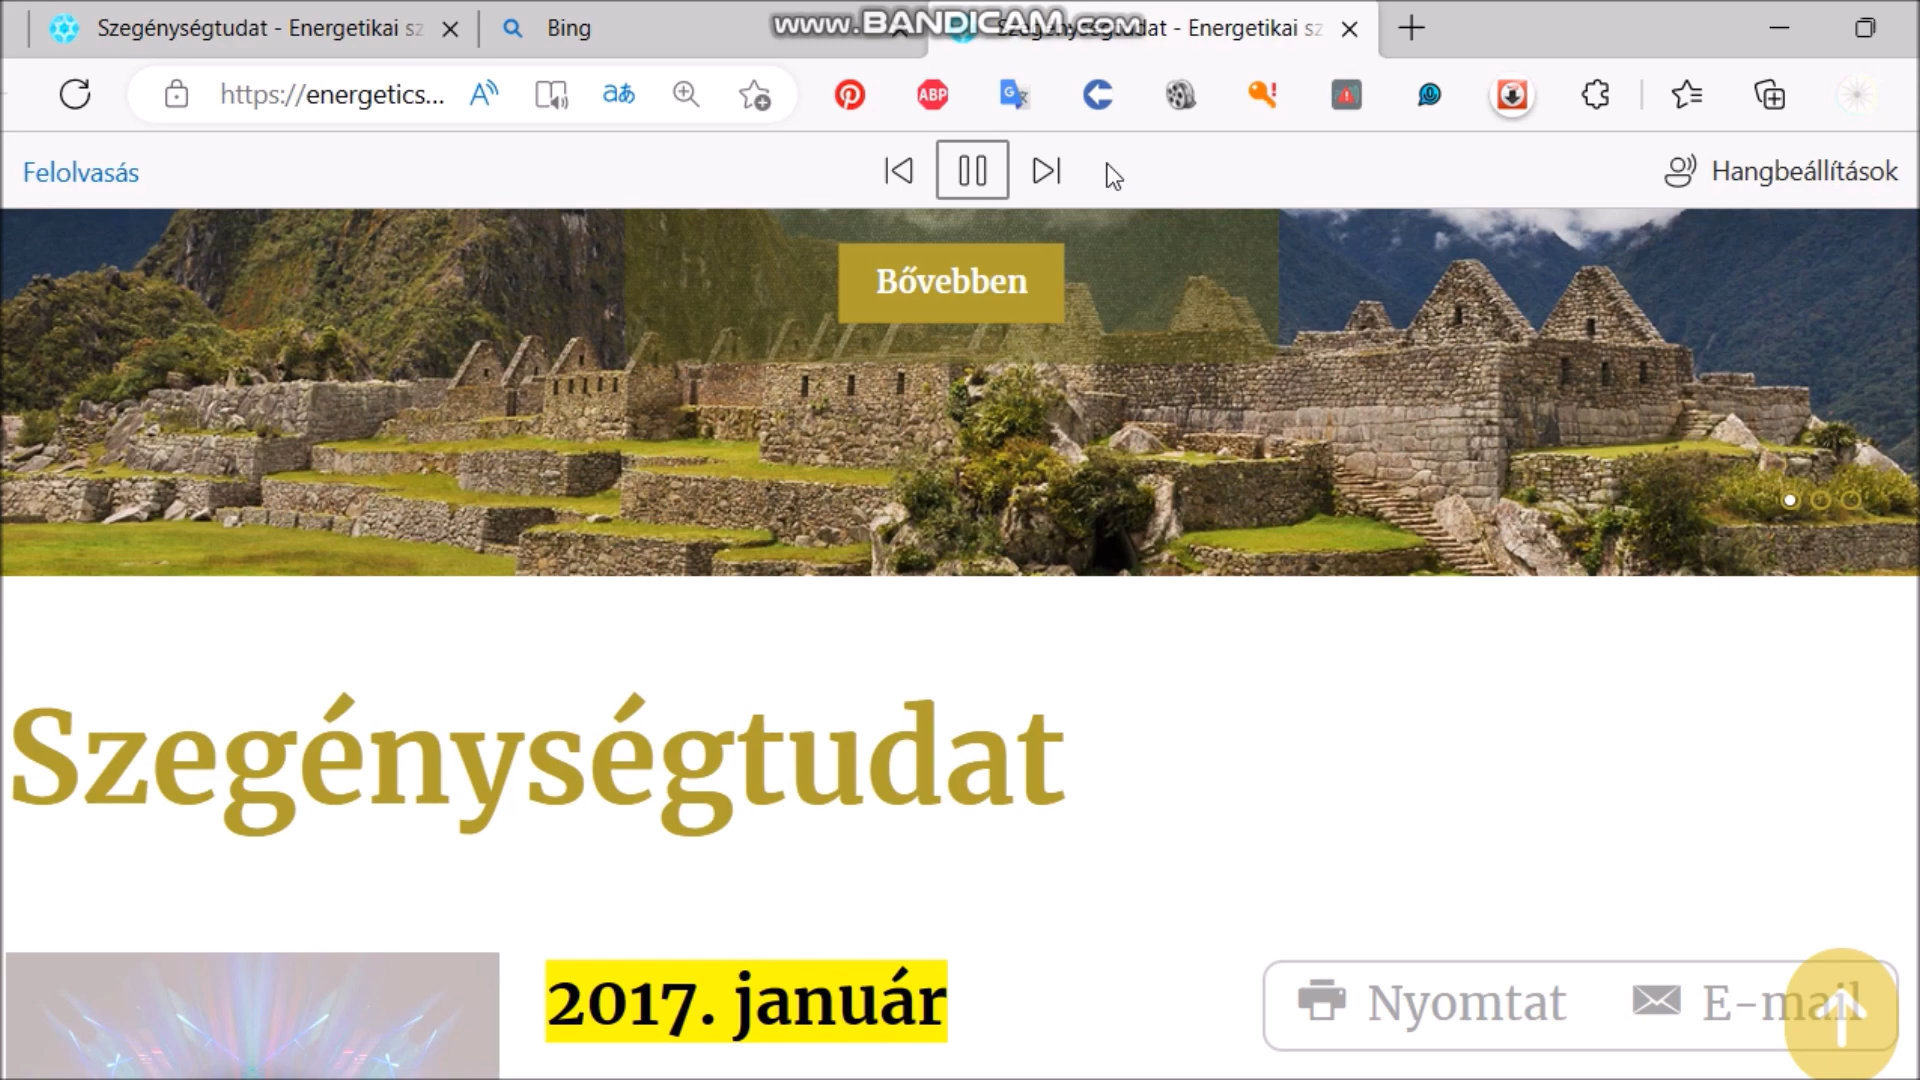 www.BANDICAM.com
Szegénységtudat - Energetikai sz
Bing
Szegénységtudat - Energetikai sz
https://energetics...
ABP
Felolvasás
Hangbeállítások
Bővebben
Szegénységtudat
2017. január
Nyomtat
E-mail